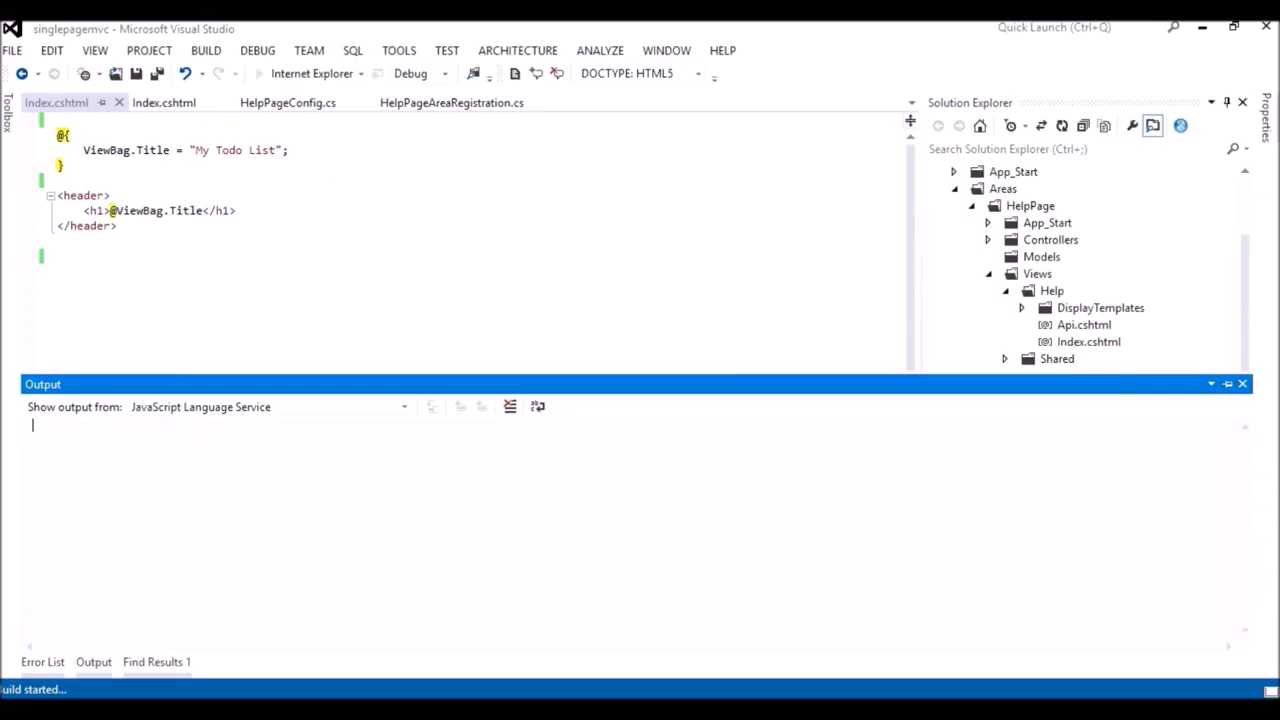 singlepagemvc - Microsoft Visual Studio
Quick Launch (Ctrl+Q)
FILE EDIT VIEW PROJECT BUILD DEBUG TEAM SQL TOOLS TEST ARCHITECTURE ANALYZE WINDOW HELP
Internet Explorer Debug DOCTYPE: HTML5
Toolbox
Index.cshtml Index.cshtml HelpPageConfig.cs HelpPageAreaRegistration.cs
@{
ViewBag.Title = "My Todo List";
}
<header>
<h1>@ViewBag.Title</h1>
</header>
Solution Explorer
Search Solution Explorer (Ctrl+;)
App_Start
Areas
HelpPage
App_Start
Controllers
Models
Views
Help
DisplayTemplates
Api.cshtml
Index.cshtml
Shared
Properties
Output
Show output from: JavaScript Language Service
Error List Output Find Results 1
uild started...